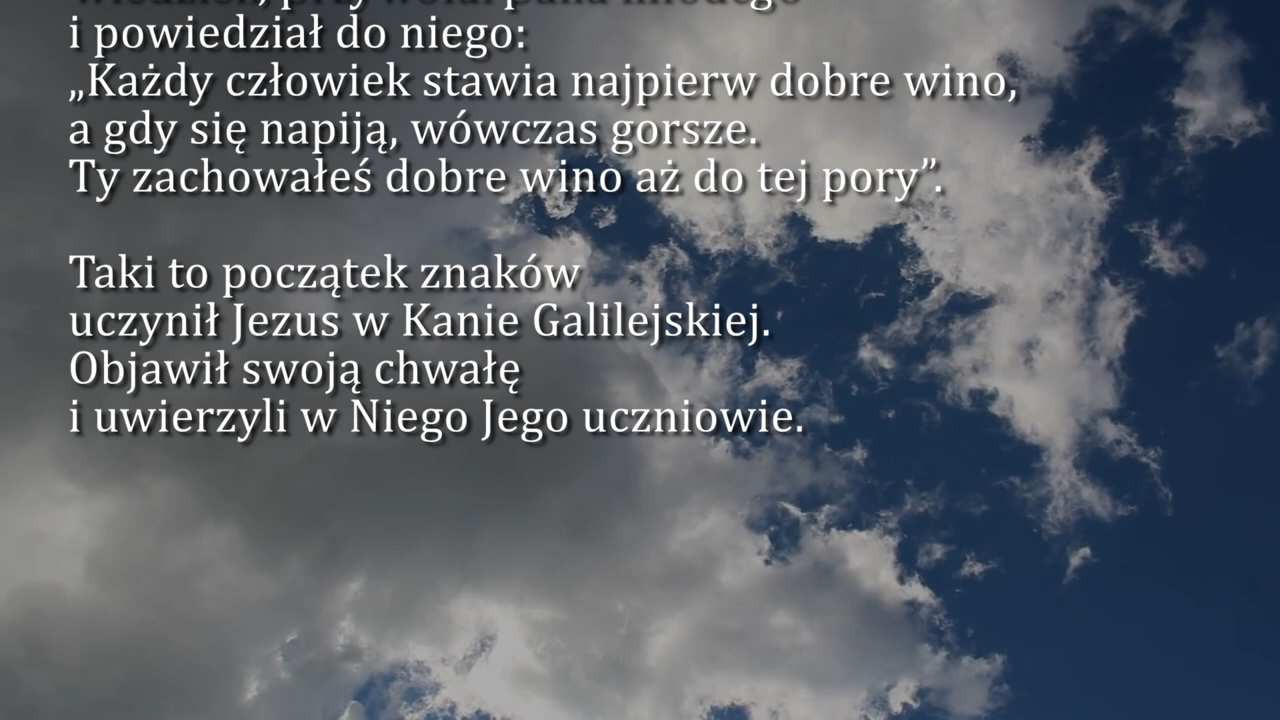 i powiedział do niego:
„Każdy człowiek stawia najpierw dobre wino,
a gdy się napiją, wówczas gorsze.
Ty zachowałeś dobre wino aż do tej pory”.
Taki to początek znaków
uczynił Jezus w Kanie Galilejskiej.
Objawił swoją chwałę
i uwierzyli w Niego Jego uczniowie.